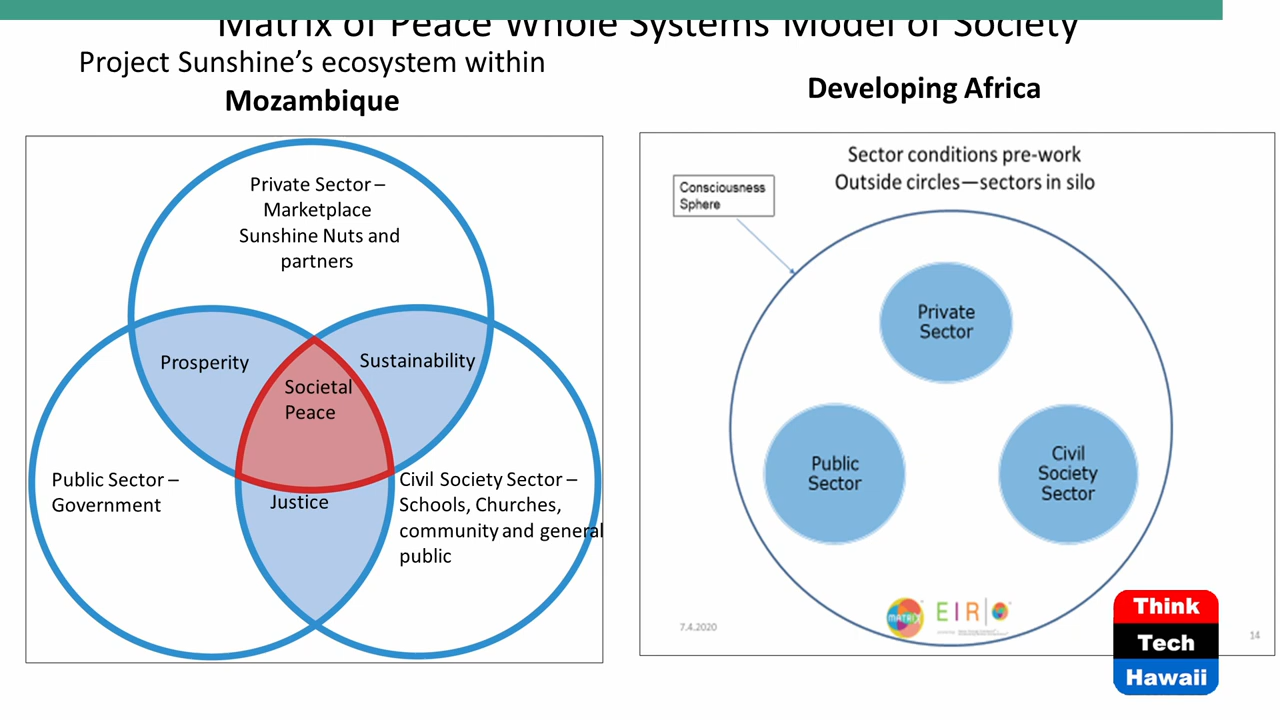 Matrix of Peace Whole Systems Model of Society
Project Sunshine's ecosystem within
Mozambique
Private Sector –
Marketplace
Sunshine Nuts and
partners
Prosperity
Sustainability
Societal
Peace
Public Sector –
Government
Justice
Civil Society Sector –
Schools, Churches,
community and general
public
Developing Africa
Sector conditions pre-work
Outside circles—sectors in silo
Consciousness
Sphere
Private
Sector
Public
Sector
Civil
Society
Sector
MATRIX
EIR
7.4.2020
14
Think
Tech
Hawaii